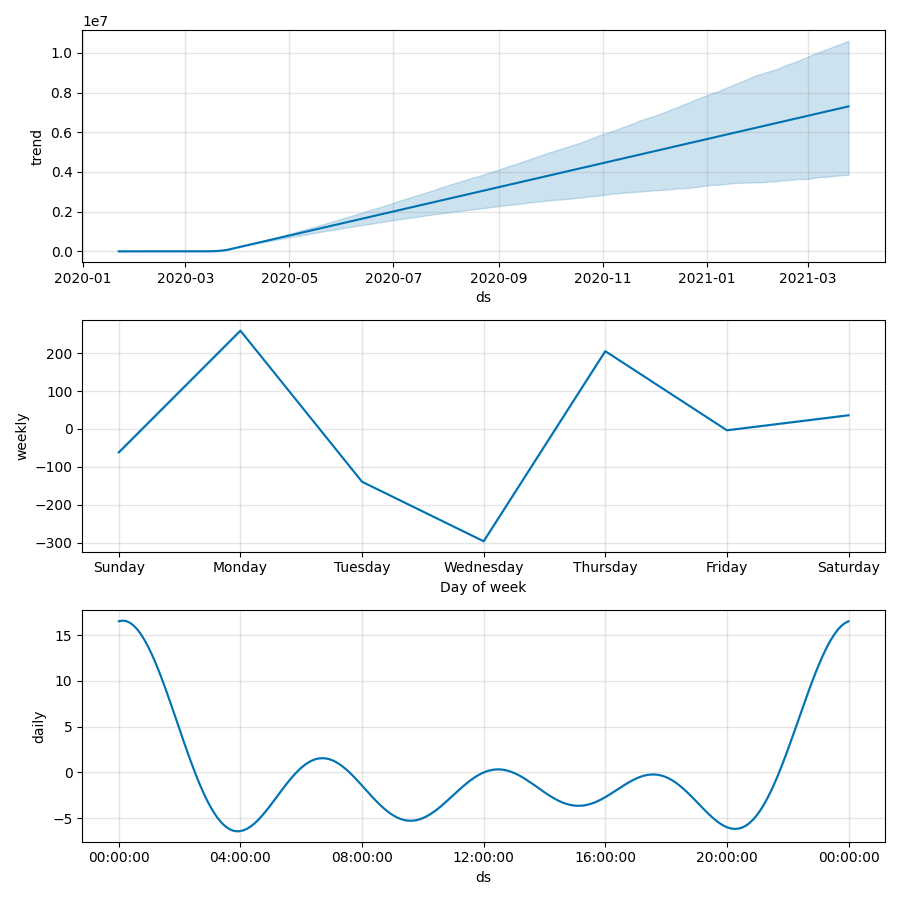 1e7
1.0
0.8
0.6
0.4
0.2
0.0
trend
2020-01 2020-03 2020-05 2020-07 2020-09 2020-11 2021-01 2021-03
ds
200
100
0
−100
−200
−300
weekly
Sunday Monday Tuesday Wednesday Thursday Friday Saturday
Day of week
15
10
5
0
−5
daily
00:00:00 04:00:00 08:00:00 12:00:00 16:00:00 20:00:00 00:00:00
ds